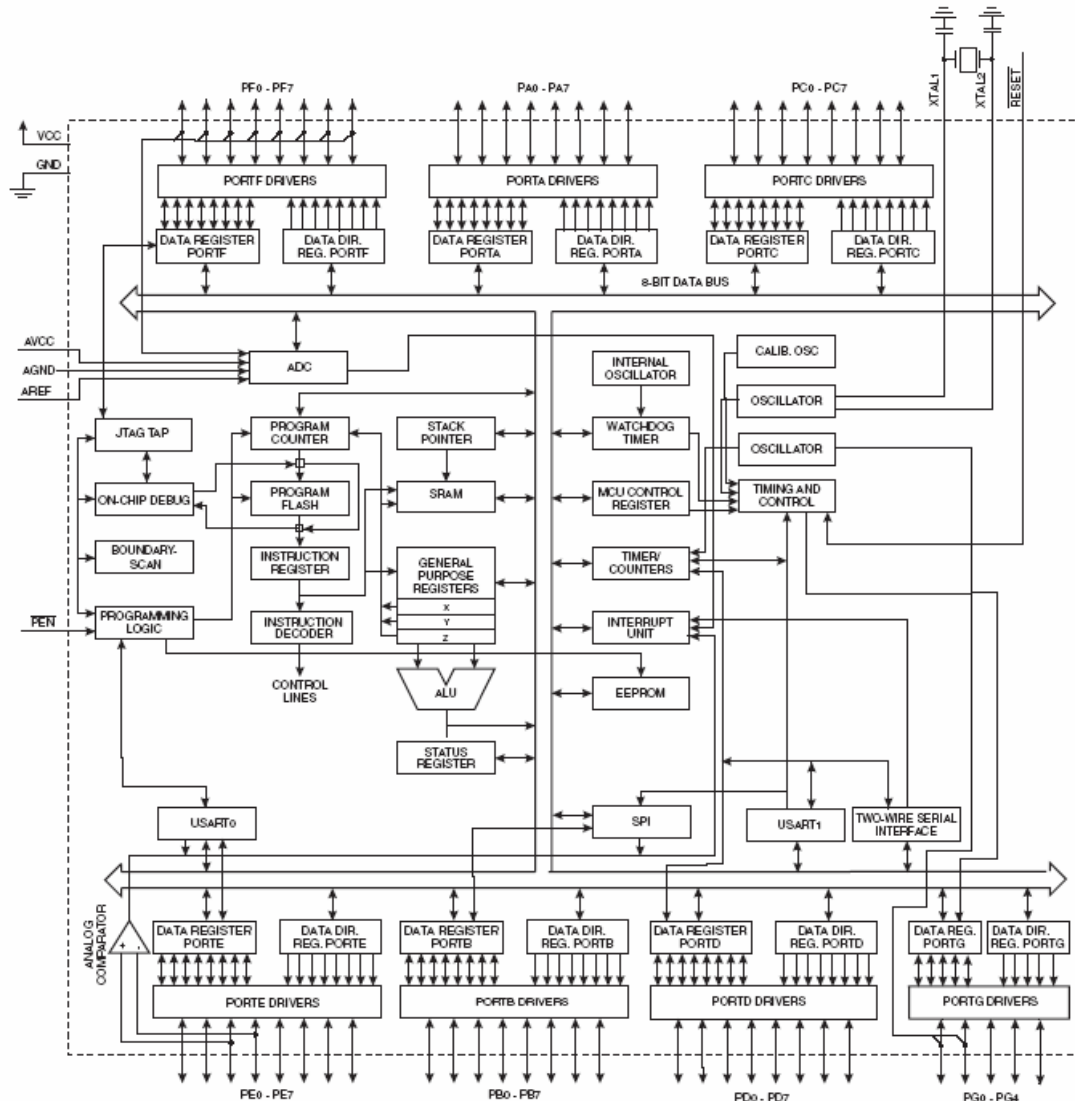 XTAL1
XTAL2
RESET
PF0 - PF7
PA0 - PA7
PC0 - PC7
VCC
GND
PORTF DRIVERS
PORTA DRIVERS
PORTC DRIVERS
DATA REGISTER
PORTF
DATA DIR.
REG. PORTF
DATA REGISTER
PORTA
DATA DIR.
REG. PORTA
DATA REGISTER
PORTC
DATA DIR.
REG. PORTC
8-BIT DATA BUS
AVCC
AGND
AREF
ADC
INTERNAL
OSCILLATOR
CALIB. OSC
OSCILLATOR
JTAG TAP
PROGRAM
COUNTER
STACK
POINTER
WATCHDOG
TIMER
OSCILLATOR
ON-CHIP DEBUG
PROGRAM
FLASH
SRAM
MCU CONTROL
REGISTER
TIMING AND
CONTROL
BOUNDARY-
SCAN
INSTRUCTION
REGISTER
GENERAL
PURPOSE
REGISTERS
X
Y
Z
TIMER/
COUNTERS
PEN
PROGRAMMING
LOGIC
INSTRUCTION
DECODER
INTERRUPT
UNIT
CONTROL
LINES
ALU
EEPROM
STATUS
REGISTER
USART0
SPI
USART1
TWO-WIRE SERIAL
INTERFACE
ANALOG
COMPARATOR
+
-
DATA REGISTER
PORTE
DATA DIR.
REG. PORTE
DATA REGISTER
PORTB
DATA DIR.
REG. PORTB
DATA REGISTER
PORTD
DATA DIR.
REG. PORTD
DATA REG.
PORTG
DATA DIR.
REG. PORTG
PORTE DRIVERS
PORTB DRIVERS
PORTD DRIVERS
PORTG DRIVERS
PE0 - PE7
PB0 - PB7
PD0 - PD7
PG0 - PG4